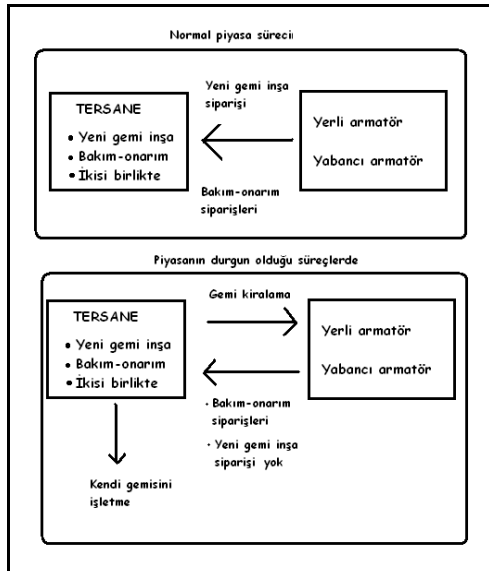 Normal piyasa süreci
TERSANE
• Yeni gemi inşa
• Bakım-onarım
• İkisi birlikte
Yeni gemi inşa
siparişi
Bakım-onarım
siparişleri
Yerli armatör
Yabancı armatör
Piyasanın durgun olduğu süreçlerde
TERSANE
• Yeni gemi inşa
• Bakım-onarım
• İkisi birlikte
Gemi kiralama
Yerli armatör
Yabancı armatör
· Bakım-onarım
siparişleri
· Yeni gemi inşa
siparişi yok
Kendi gemisini
işletme